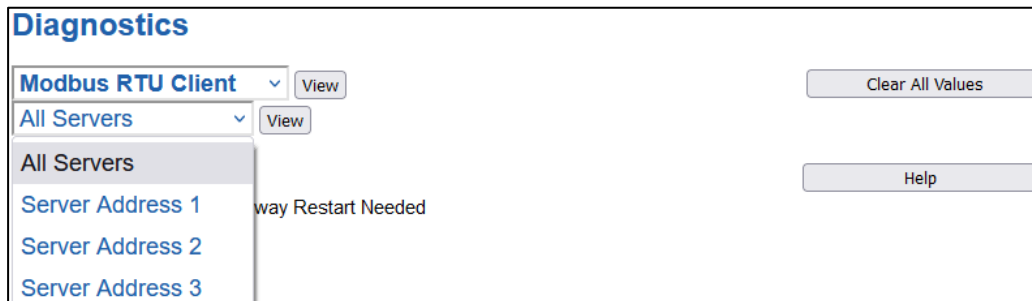 Diagnostics
Modbus RTU Client View Clear All Values
All Servers View
All Servers
Help
Server Address 1 way Restart Needed
Server Address 2
Server Address 3